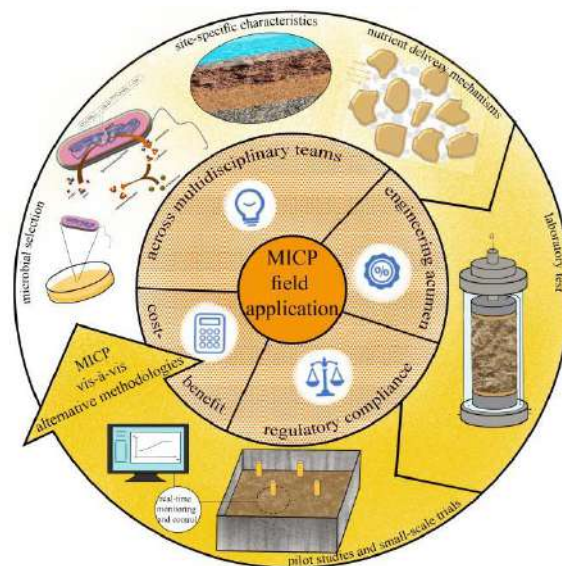 site-specific characteristics
nutrient delivery mechanisms
microbial selection
laboratory test
pilot studies and small-scale trials
across multidisciplinary teams
engineering acumen
regulatory compliance
cost-
benefit
MICP
field
application
%
MICP
vis-à-vis
alternative methodologies
real-time
monitoring
and control